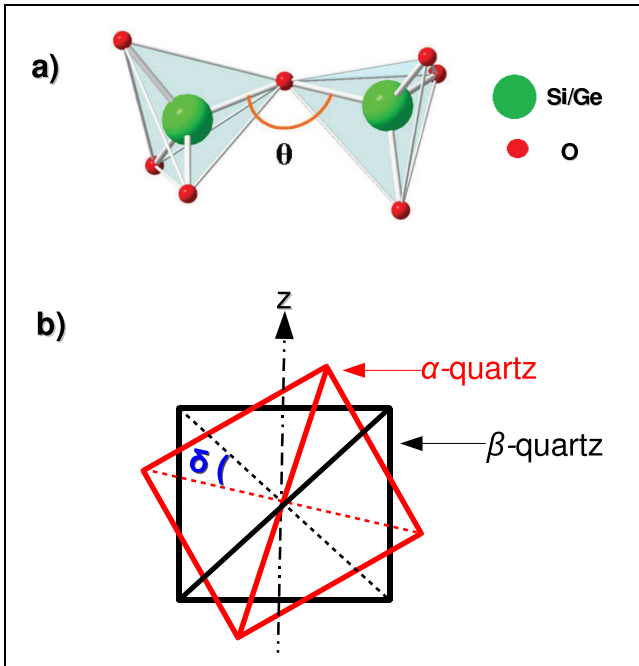 a)
Si/Ge
θ
O
z
b)
α-quartz
β-quartz
δ (